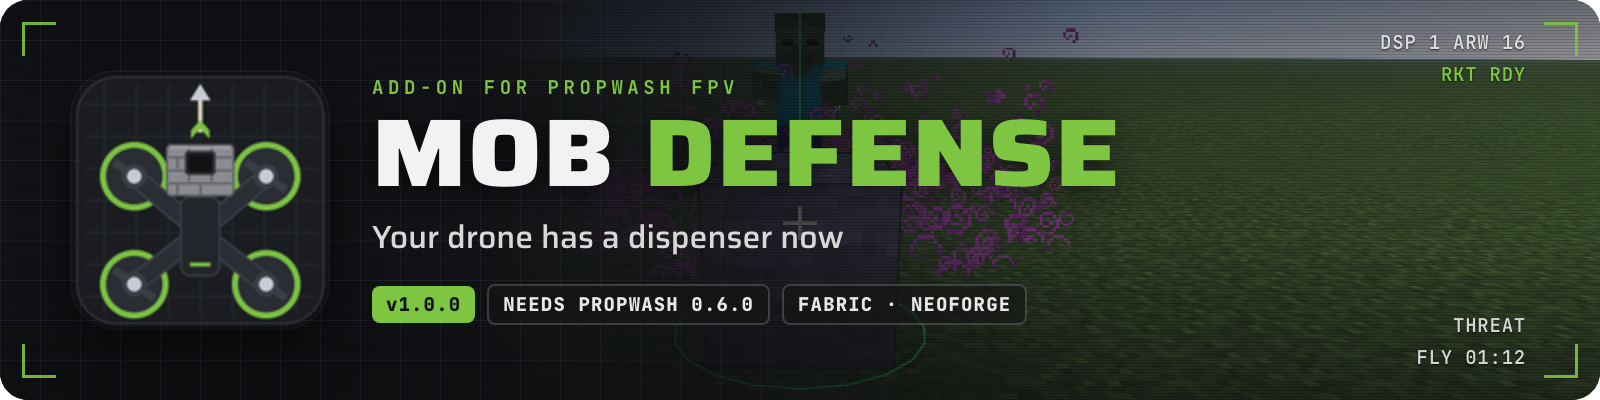 DSP 1 ARW 16
RKT RDY
ADD-ON FOR PROPWASH FPV
MOB DEFENSE
Your drone has a dispenser now
v1.0.0 NEEDS PROPWASH 0.6.0 FABRIC · NEOFORGE
THREAT
FLY 01:12